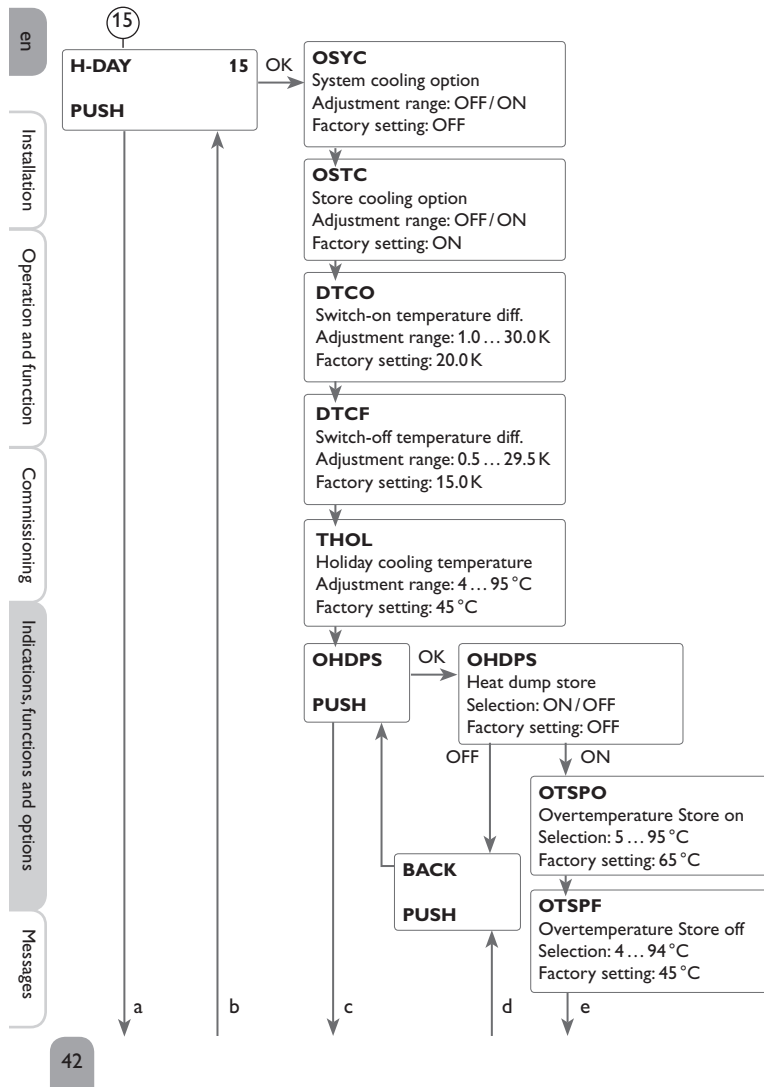 en
Installation
Operation and function
Commissioning
Indications, functions and options
Messages
15
H-DAY 15
PUSH
OK
OSYC
System cooling option
Adjustment range: OFF / ON
Factory setting: OFF
OSTC
Store cooling option
Adjustment range: OFF / ON
Factory setting: ON
DTCO
Switch-on temperature diff.
Adjustment range: 1.0 … 30.0 K
Factory setting: 20.0 K
DTCF
Switch-off temperature diff.
Adjustment range: 0.5 … 29.5 K
Factory setting: 15.0 K
THOL
Holiday cooling temperature
Adjustment range: 4 … 95 °C
Factory setting: 45 °C
OHDPS
PUSH
OK
OHDPS
Heat dump store
Selection: ON / OFF
Factory setting: OFF
OFF
ON
OTSPO
Overtemperature Store on
Selection: 5 … 95 °C
Factory setting: 65 °C
BACK
PUSH
OTSPF
Overtemperature Store off
Selection: 4 … 94 °C
Factory setting: 45 °C
a
b
c
d
e
42